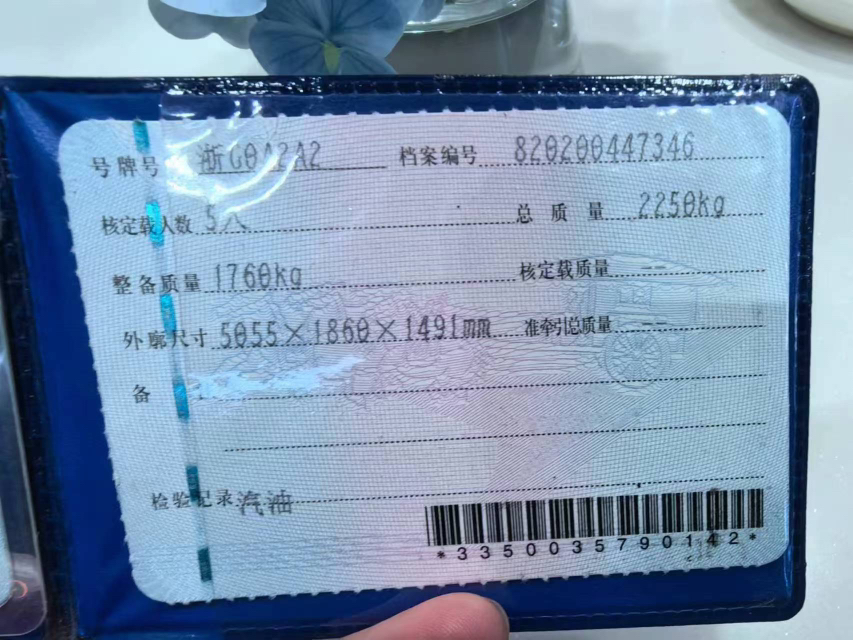 号牌号 浙G0A2A2 档案编号 820200447346
核定载人数 5人 总质量 2250kg
整备质量 1760kg 核定载质量 --
外廓尺寸 5055×1860×1491mm 准牵引总质量 --
备
检验记录 汽油
*3350035790142*